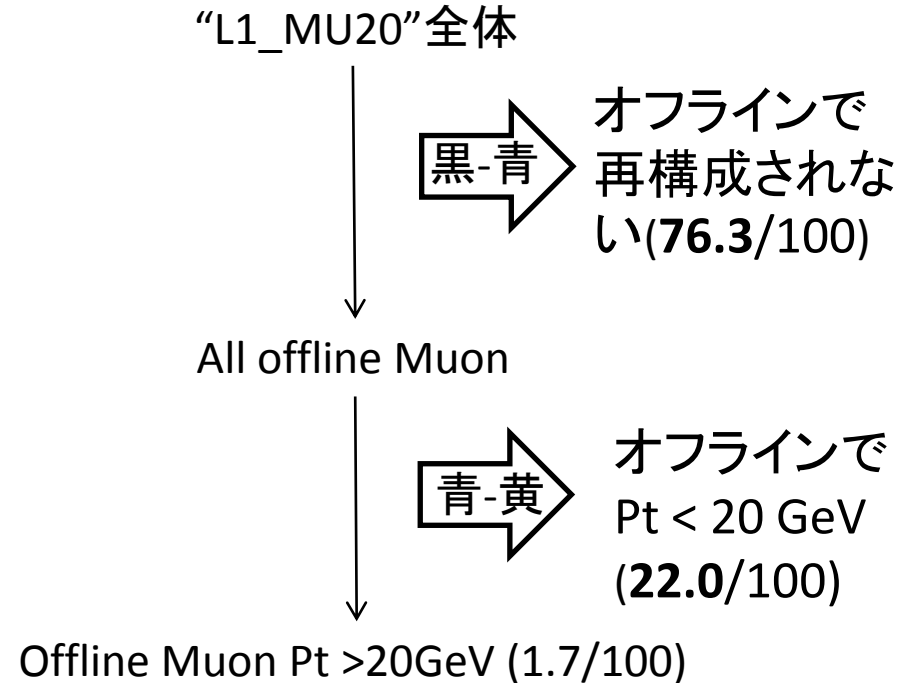 “L1_MU20”全体
黒-青
オフラインで
再構成されな
い(76.3/100)
All offline Muon
青-黄
オフラインで
Pt < 20 GeV
(22.0/100)
Offline Muon Pt >20GeV (1.7/100)